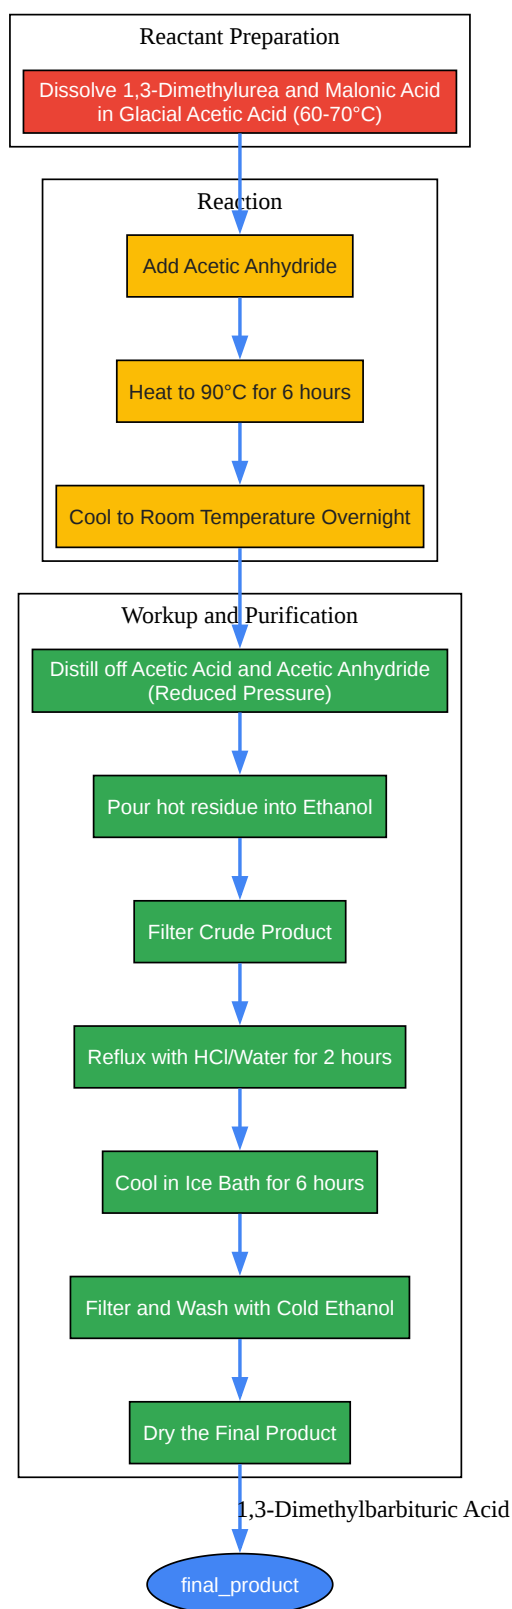 Reactant Preparation
Dissolve 1,3-Dimethylurea and Malonic Acid
in Glacial Acetic Acid (60-70°C)
Reaction
Add Acetic Anhydride
Heat to 90°C for 6 hours
Cool to Room Temperature Overnight
Workup and Purification
Distill off Acetic Acid and Acetic Anhydride
(Reduced Pressure)
Pour hot residue into Ethanol
Filter Crude Product
Reflux with HCl/Water for 2 hours
Cool in Ice Bath for 6 hours
Filter and Wash with Cold Ethanol
Dry the Final Product
1,3-Dimethylbarbituric Acid
final_product